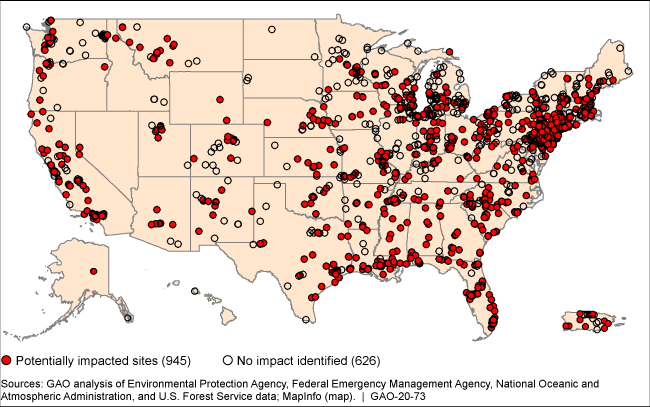 Potentially impacted sites (945)
No impact identified (626)
Sources: GAO analysis of Environmental Protection Agency, Federal Emergency Management Agency, National Oceanic and
Atmospheric Administration, and U.S. Forest Service data; MapInfo (map). | GAO-20-73